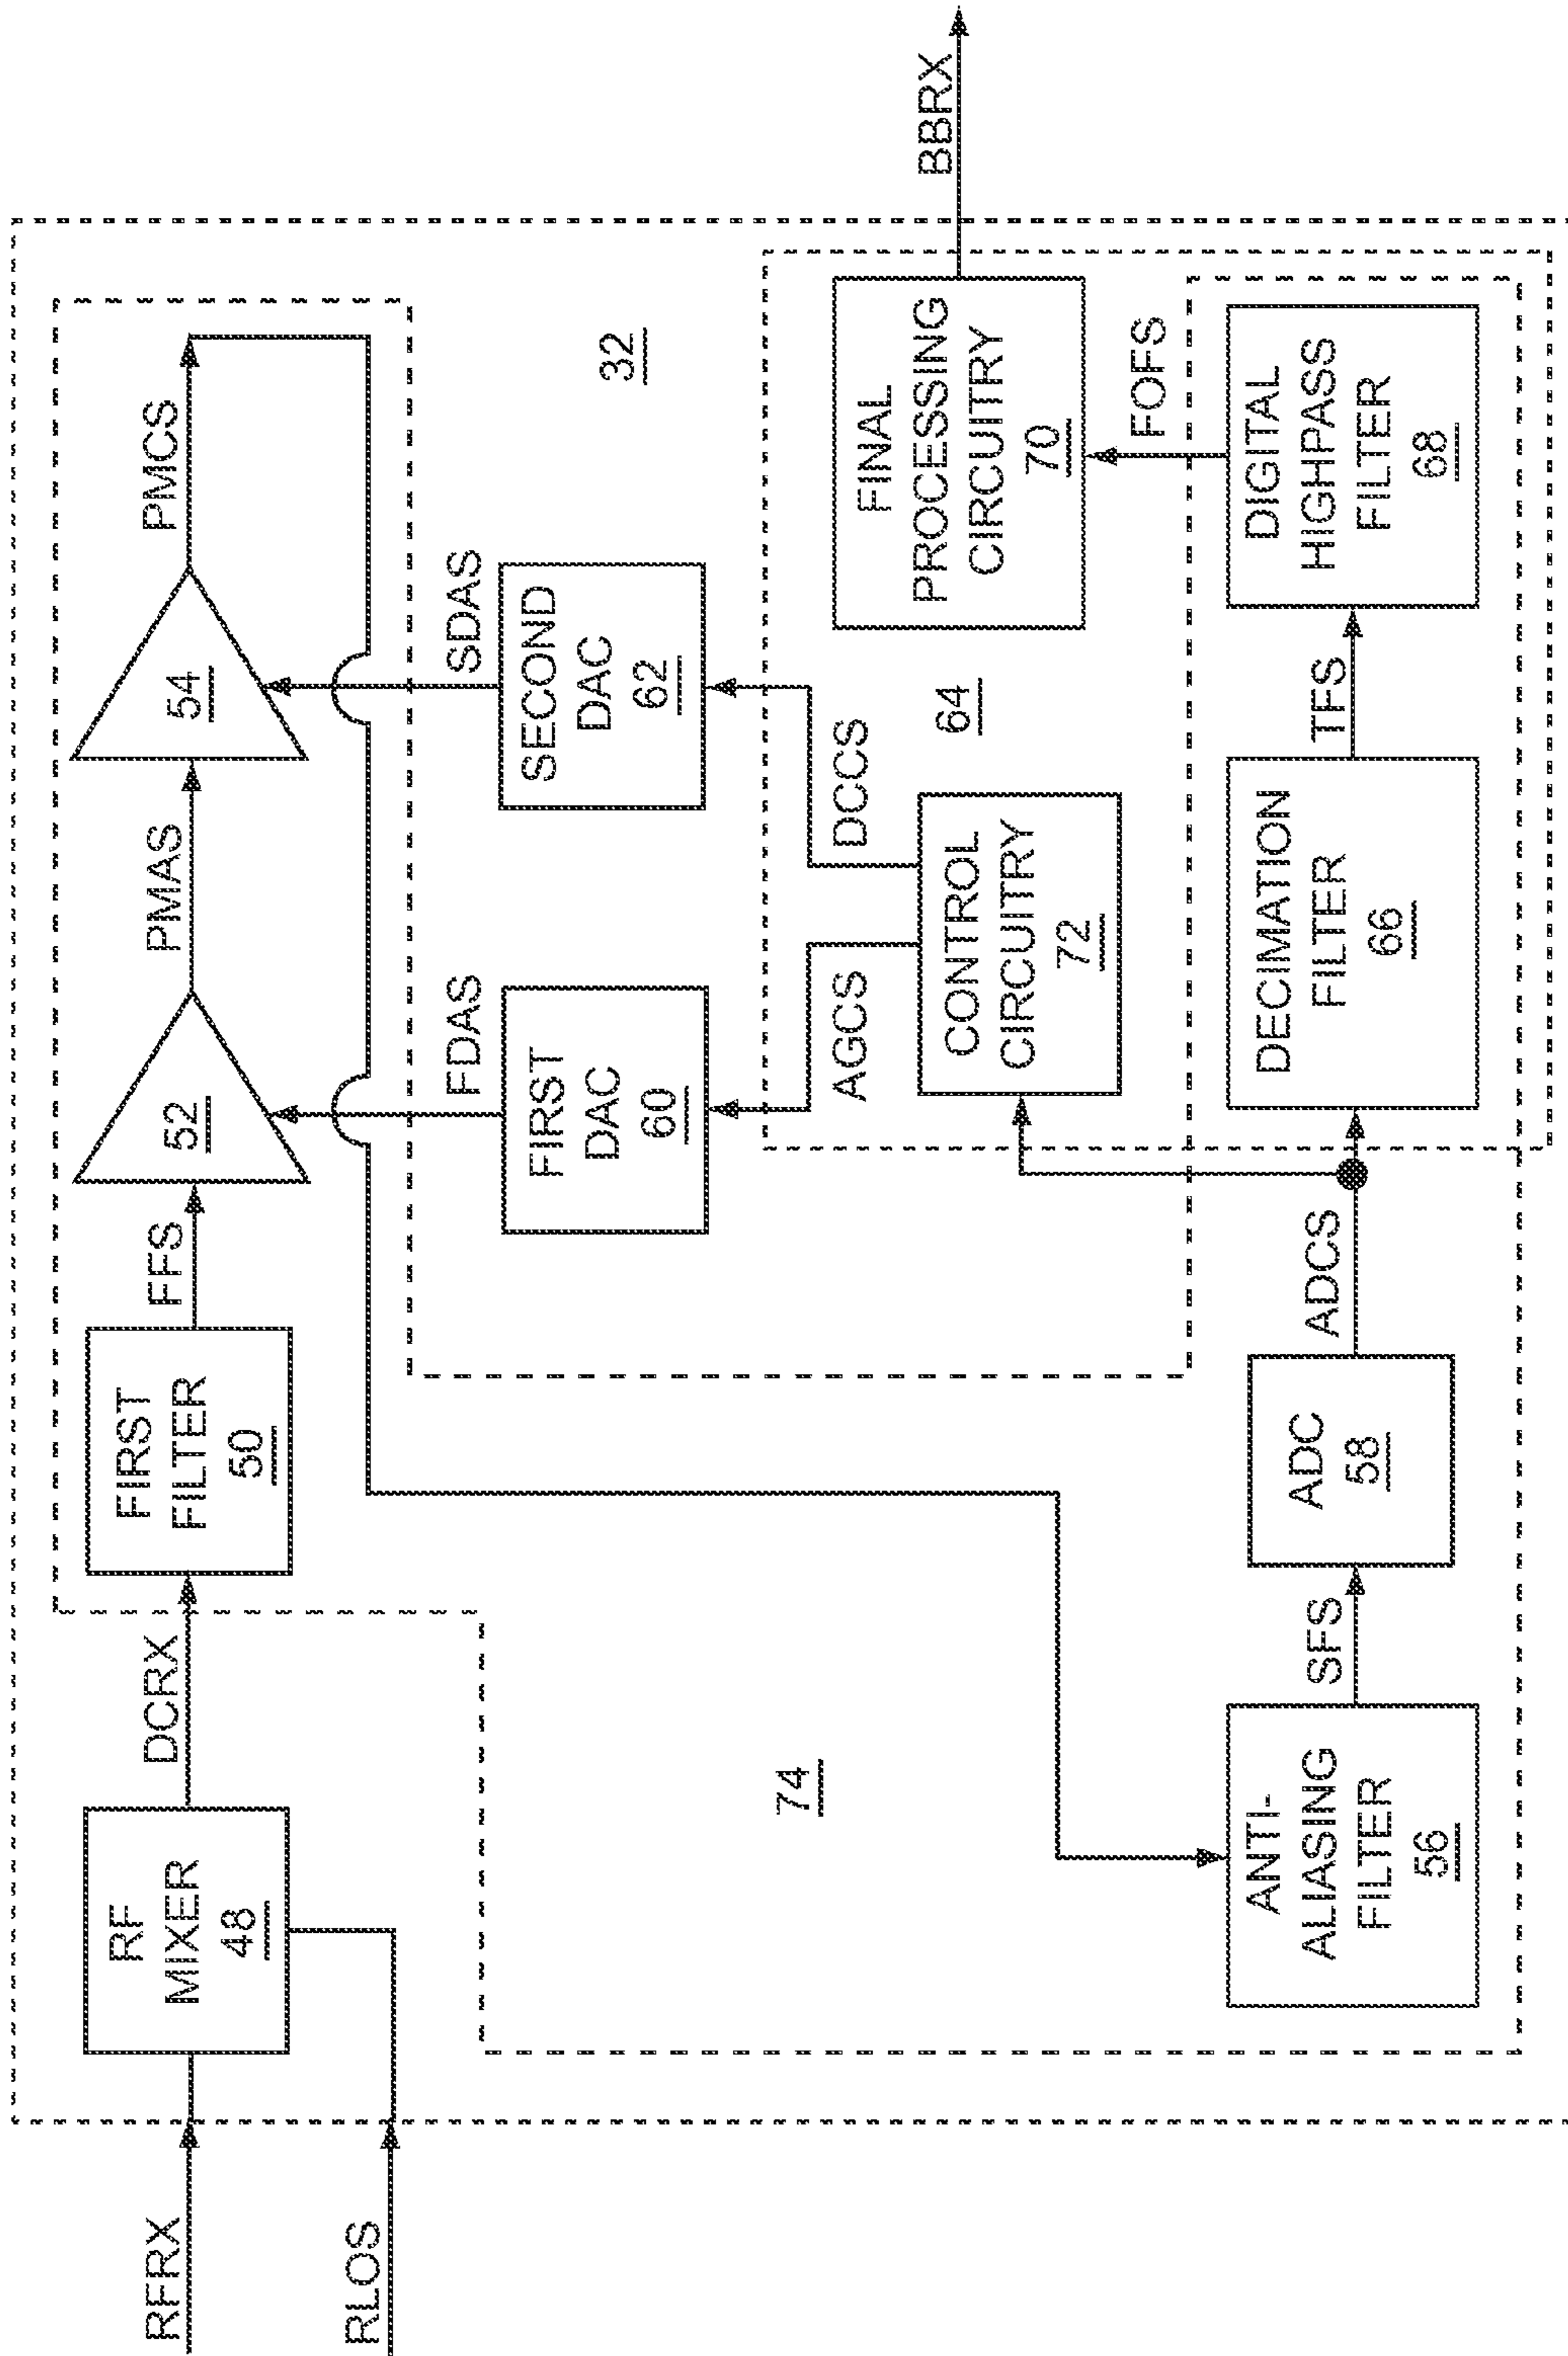 RFRX
RLOS
RF
MIXER
48
DCRX
FIRST
FILTER
50
FFS
52
PMAS
54
PMCS
FDAS
SDAS
FIRST
DAC
60
SECOND
DAC
62
32
AGCS
DCCS
64
CONTROL
CIRCUITRY
72
FINAL
PROCESSING
CIRCUITRY
70
BBRX
FOFS
74
ANTI-
ALIASING
FILTER
56
SFS
ADC
58
ADCS
DECIMATION
FILTER
66
TFS
DIGITAL
HIGHPASS
FILTER
68